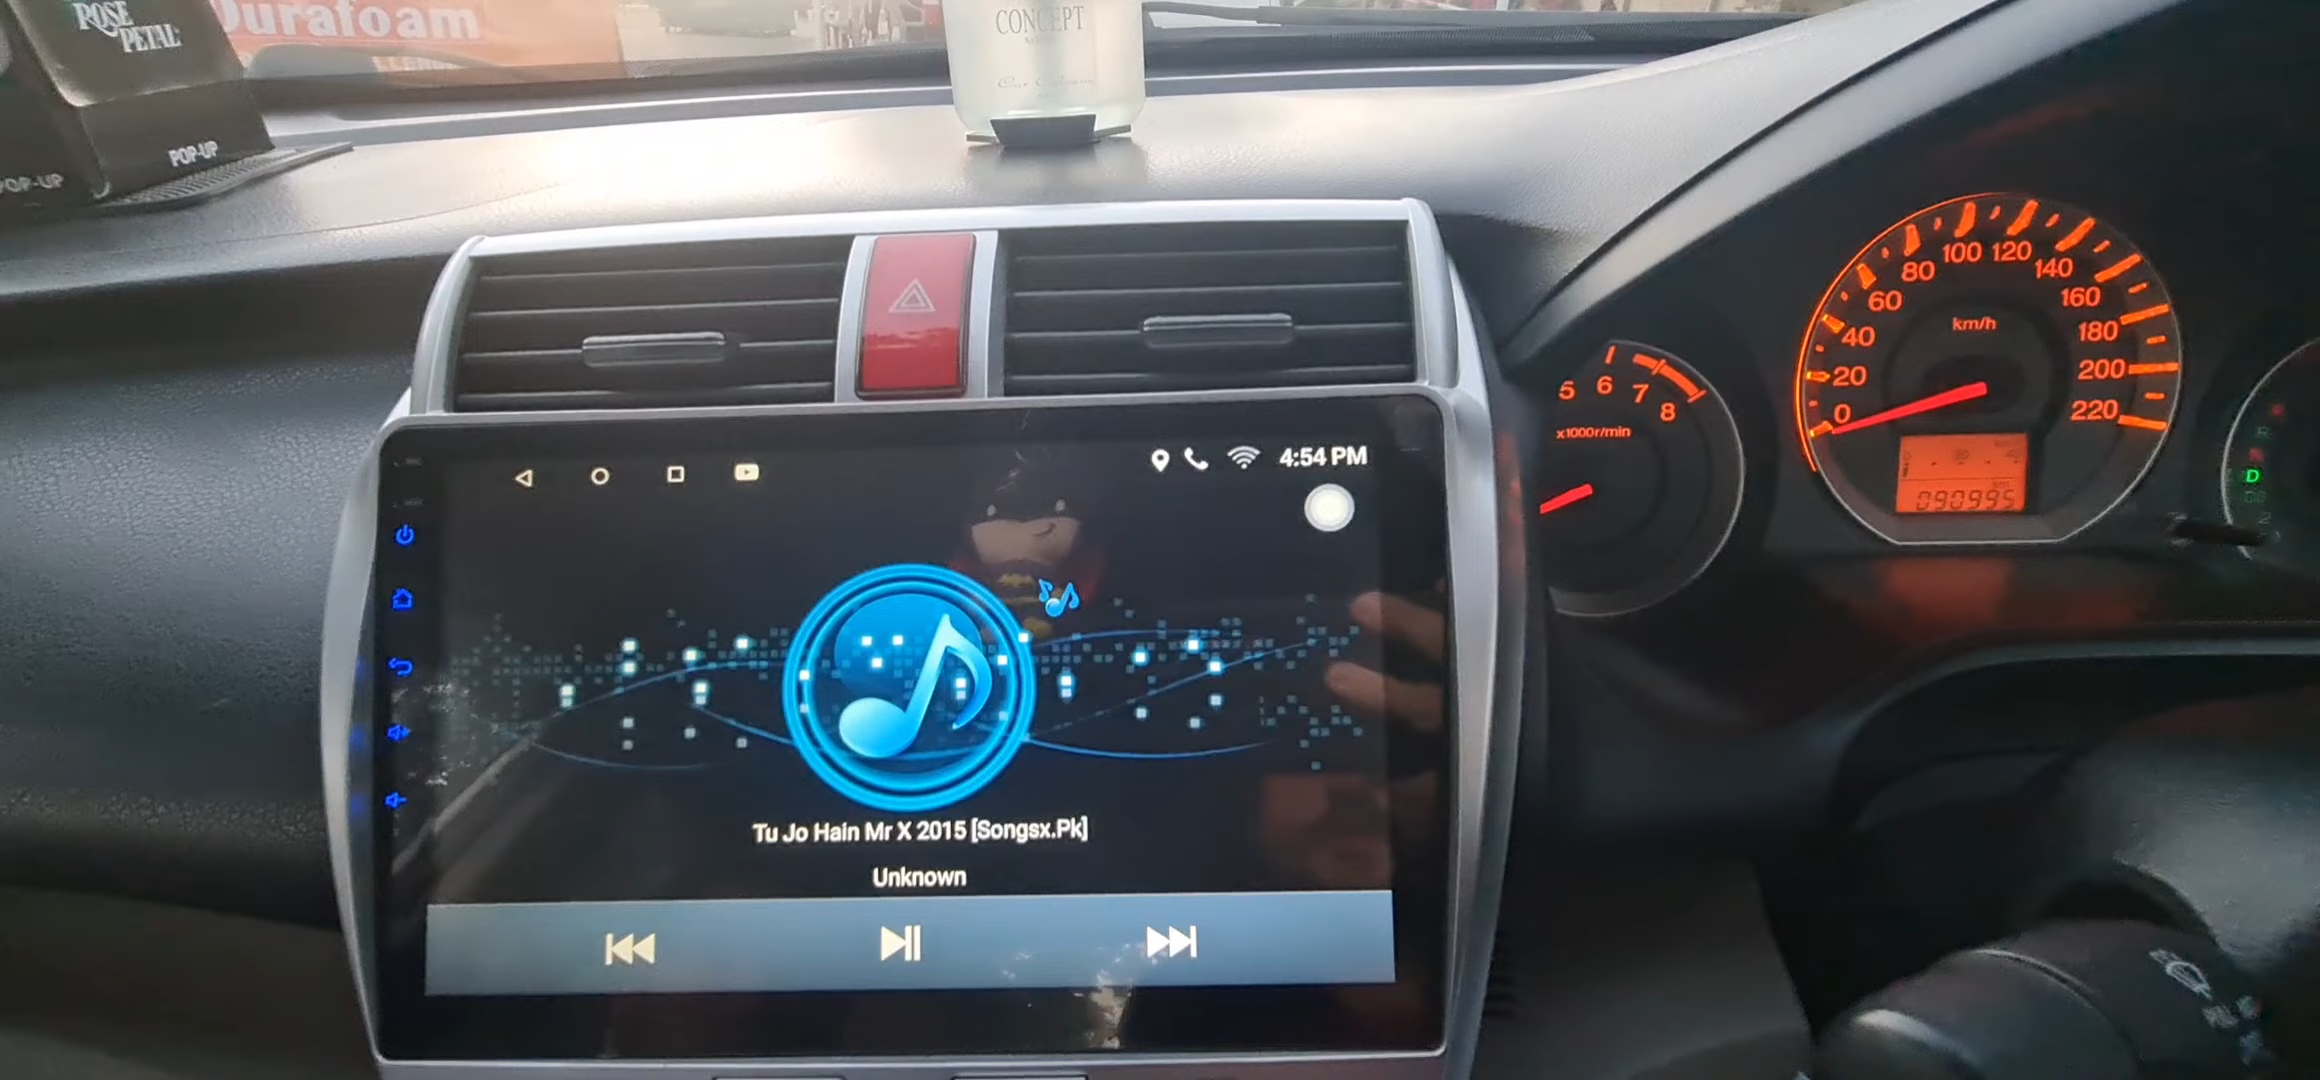 ROSE
PETAL
POP-UP
POP-UP
Durafoam
CONCEPT
4:54 PM
Tu Jo Hain Mr X 2015 [Songsx.Pk]
Unknown
5 6 7 8
x1000r/min
0 20 40 60 80 100 120 140 160 180 200 220
km/h
090995
D